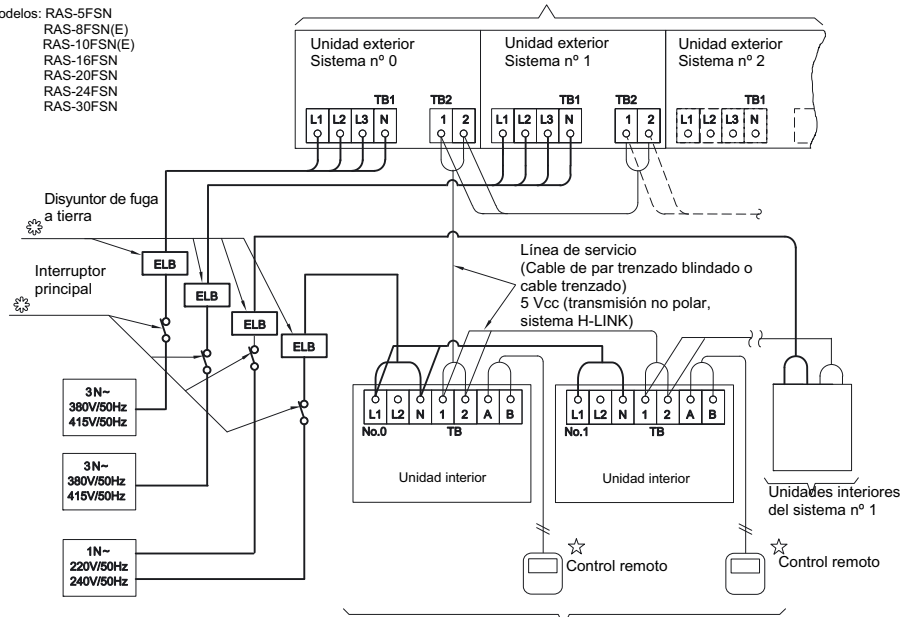 odelos: RAS-5FSN
RAS-8FSN(E)
RAS-10FSN(E)
RAS-16FSN
RAS-20FSN
RAS-24FSN
RAS-30FSN
Unidad exterior
Sistema nº 0
Unidad exterior
Sistema nº 1
Unidad exterior
Sistema nº 2
TB1
TB2
TB1
TB2
TB1
L1 L2 L3 N
1 2
L1 L2 L3 N
1 2
L1 L2 L3 N
Disyuntor de fuga
a tierra
ELB
Interruptor
principal
ELB
ELB
ELB
Línea de servicio
(Cable de par trenzado blindado o
cable trenzado)
5 Vcc (transmisión no polar,
sistema H-LINK)
3N~
380V/50Hz
415V/50Hz
3N~
380V/50Hz
415V/50Hz
1N~
220V/50Hz
240V/50Hz
L1 L2 N 1 2 A B
No.0 TB
Unidad interior
L1 L2 N 1 2 A B
No.1 TB
Unidad interior
Unidades interiores
del sistema nº 1
Control remoto
Control remoto